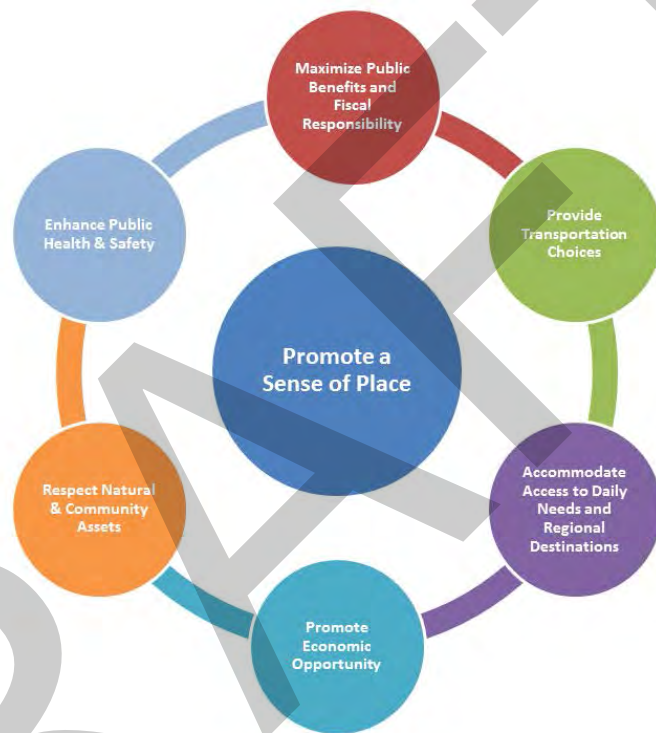 Maximize Public
Benefits and
Fiscal
Responsibility
Enhance Public
Health & Safety
Provide
Transportation
Choices
Promote a
Sense of Place
Respect Natural
& Community
Assets
Accommodate
Access to Daily
Needs and
Regional
Destinations
Promote
Economic
Opportunity